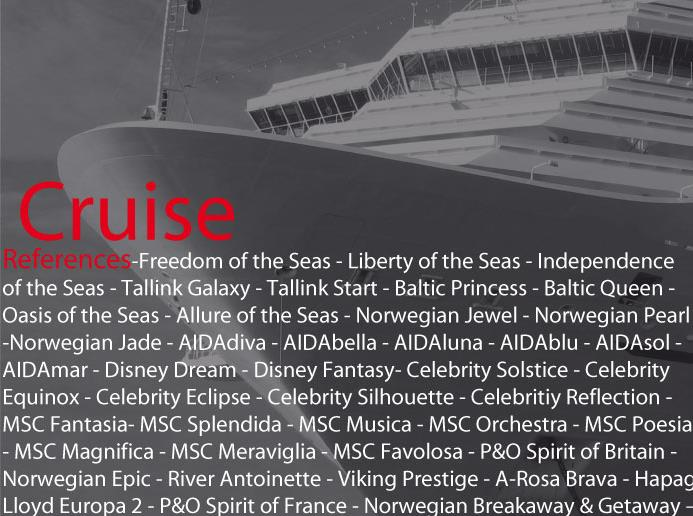 Cruise
References-Freedom of the Seas - Liberty of the Seas - Independence
of the Seas - Tallink Galaxy - Tallink Start - Baltic Princess - Baltic Queen -
Oasis of the Seas - Allure of the Seas - Norwegian Jewel - Norwegian Pearl
-Norwegian Jade - AIDAdiva - AIDAbella - AIDAluna - AIDAblu - AIDAsol -
AIDAmar - Disney Dream - Disney Fantasy- Celebrity Solstice - Celebrity
Equinox - Celebrity Eclipse - Celebrity Silhouette - Celebritiy Reflection -
MSC Fantasia- MSC Splendida - MSC Musica - MSC Orchestra - MSC Poesia
- MSC Magnifica - MSC Meraviglia - MSC Favolosa - P&O Spirit of Britain -
Norwegian Epic - River Antoinette - Viking Prestige - A-Rosa Brava - Hapag
Lloyd Europa 2 - P&O Spirit of France - Norwegian Breakaway & Getaway -